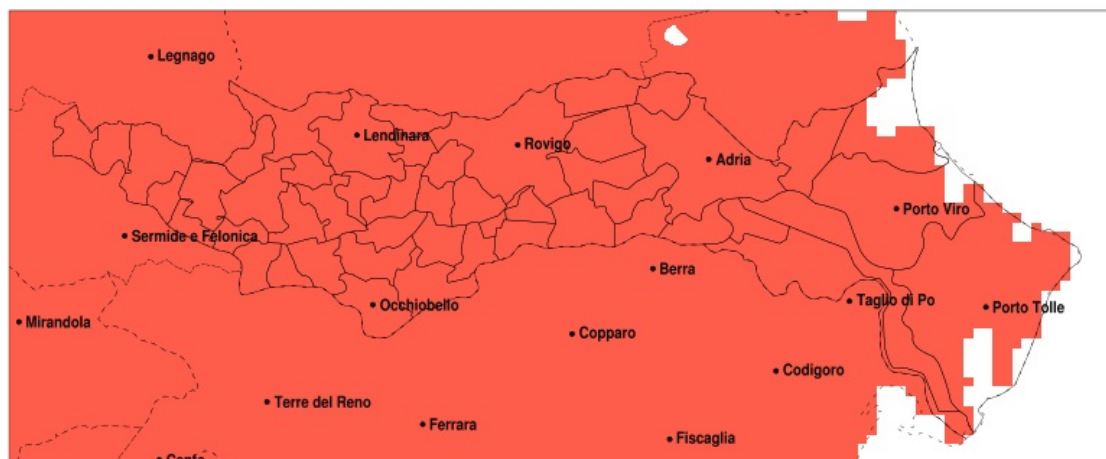 Legnago
Lendinara
Rovigo
Adria
Porto Viro
Sermide e Felonica
Berra
Taglio di Po
Porto Tolle
Occhiobello
Mirandola
Copparo
Codigoro
Terre del Reno
Ferrara
Fiscaglia